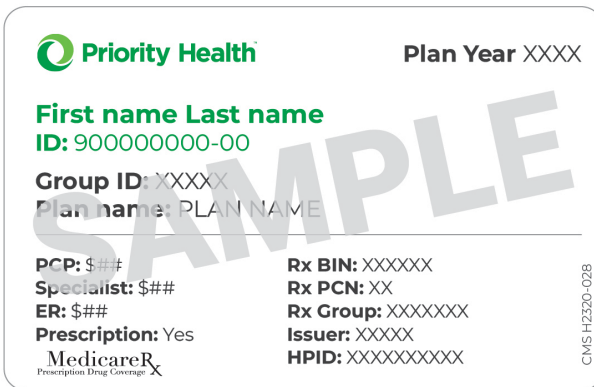 Priority Health
Plan Year XXXX
First name Last name
ID: 900000000-00
Group ID: XXXXX
Plan name: PLAN NAME
SAMPLE
PCP: $##
Specialist: $##
ER: $##
Prescription: Yes
MedicareRx
Prescription Drug Coverage
Rx BIN: XXXXXX
Rx PCN: XX
Rx Group: XXXXXXX
Issuer: XXXXX
HPID: XXXXXXXXXX
CMS H2320-028